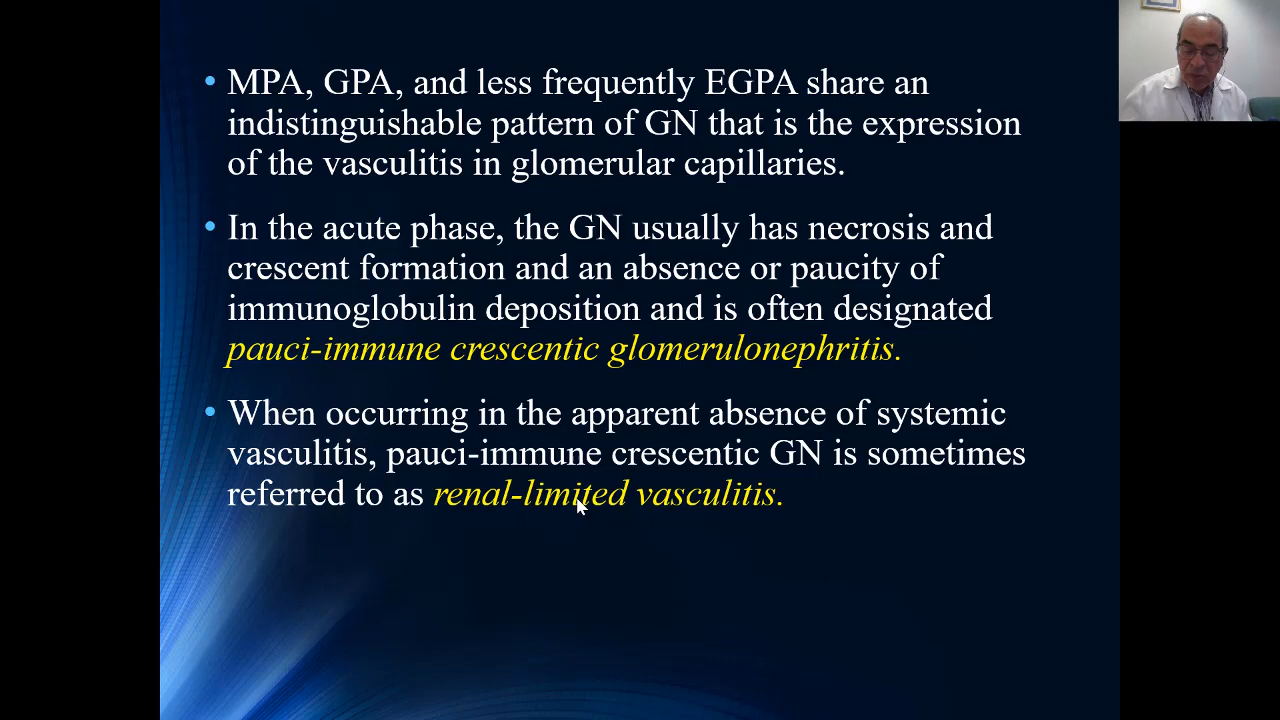 • MPA, GPA, and less frequently EGPA share an
indistinguishable pattern of GN that is the expression
of the vasculitis in glomerular capillaries.
• In the acute phase, the GN usually has necrosis and
crescent formation and an absence or paucity of
immunoglobulin deposition and is often designated
pauci-immune crescentic glomerulonephritis.
• When occurring in the apparent absence of systemic
vasculitis, pauci-immune crescentic GN is sometimes
referred to as renal-limited vasculitis.